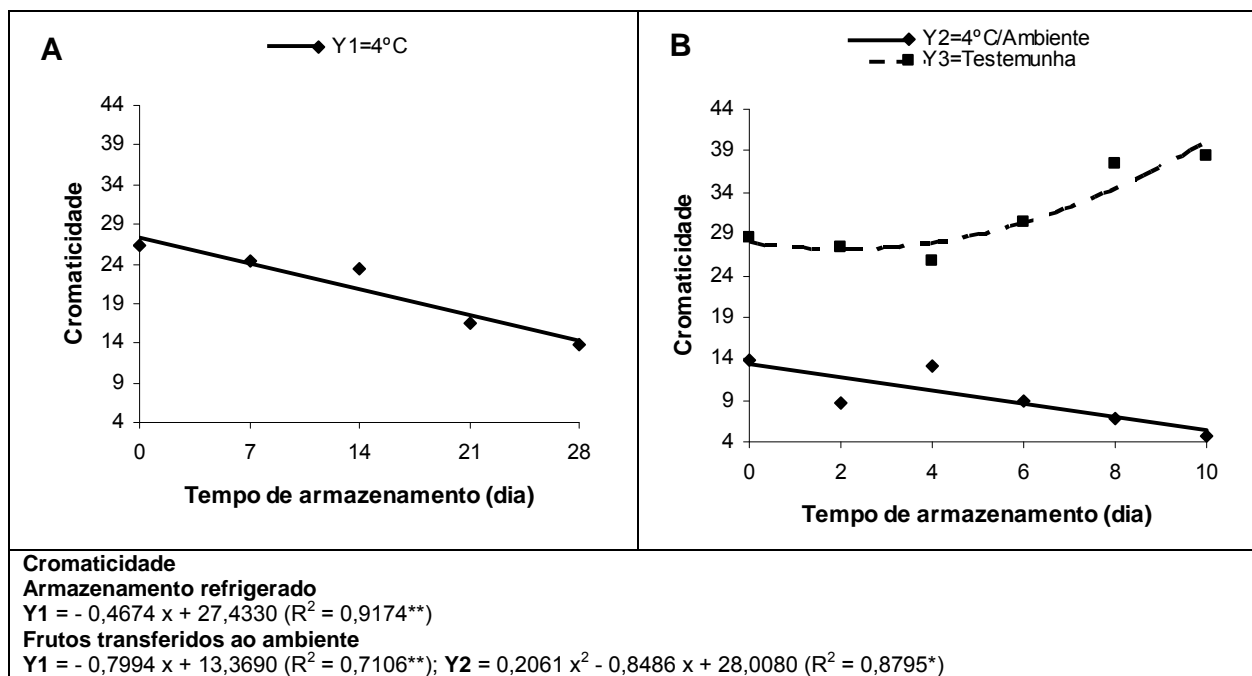 A
Y1=4ºC
44
39
34
29
24
19
14
9
4
Cromaticidade
0 7 14 21 28
Tempo de armazenamento (dia)
B
Y2=4ºC/Ambiente
Y3=Testemunha
44
39
34
29
24
19
14
9
4
Cromaticidade
0 2 4 6 8 10
Tempo de armazenamento (dia)
Cromaticidade
Armazenamento refrigerado
Y1 = - 0,4674 x + 27,4330 (R² = 0,9174**)
Frutos transferidos ao ambiente
Y1 = - 0,7994 x + 13,3690 (R² = 0,7106**); Y2 = 0,2061 x² - 0,8486 x + 28,0080 (R² = 0,8795*)